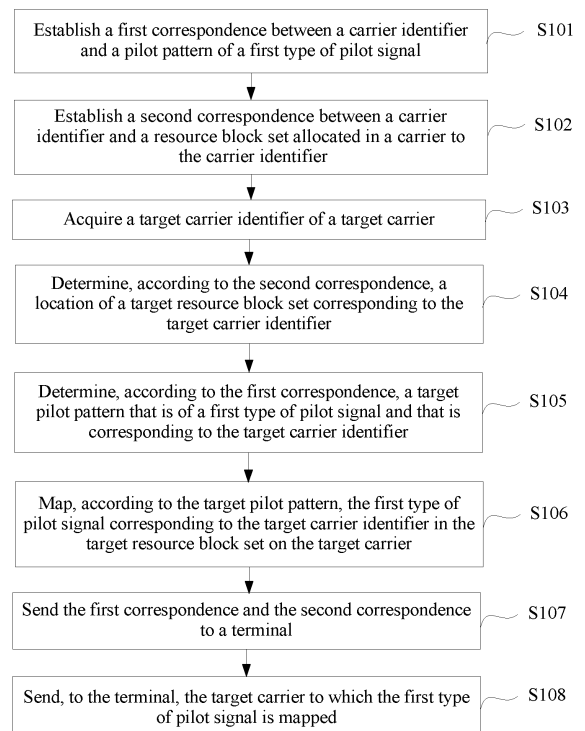 Establish a first correspondence between a carrier identifier
and a pilot pattern of a first type of pilot signal
S101
Establish a second correspondence between a carrier
identifier and a resource block set allocated in a carrier to
the carrier identifier
S102
Acquire a target carrier identifier of a target carrier
S103
Determine, according to the second correspondence, a
location of a target resource block set corresponding to the
target carrier identifier
S104
Determine, according to the first correspondence, a target
pilot pattern that is of a first type of pilot signal and that is
corresponding to the target carrier identifier
S105
Map, according to the target pilot pattern, the first type of
pilot signal corresponding to the target carrier identifier in the
target resource block set on the target carrier
S106
Send the first correspondence and the second correspondence
to a terminal
S107
Send, to the terminal, the target carrier to which the first type
of pilot signal is mapped
S108